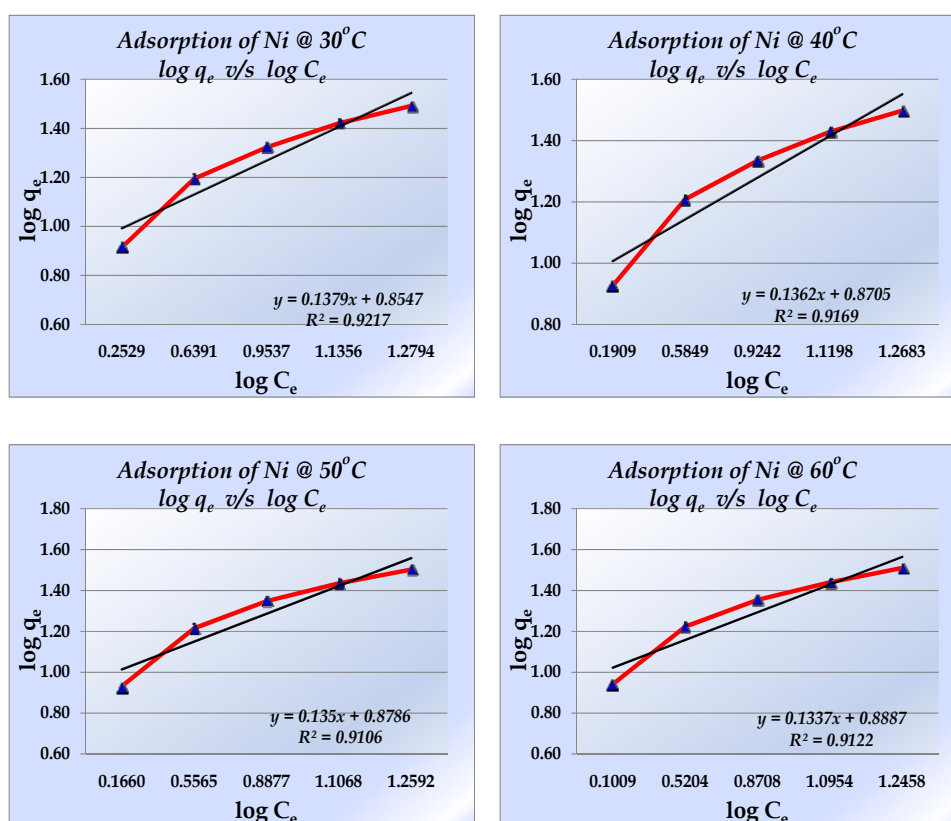 Adsorption of Ni @ 30°C
log qₑ v/s log Cₑ
1.60
1.40
1.20
1.00
0.80
0.60
log qₑ
y = 0.1379x + 0.8547
R² = 0.9217
0.2529 0.6391 0.9537 1.1356 1.2794
log Cₑ
Adsorption of Ni @ 40°C
log qₑ v/s log Cₑ
1.60
1.40
1.20
1.00
0.80
log qₑ
y = 0.1362x + 0.8705
R² = 0.9169
0.1909 0.5849 0.9242 1.1198 1.2683
log Cₑ
Adsorption of Ni @ 50°C
log qₑ v/s log Cₑ
1.80
1.60
1.40
1.20
1.00
0.80
0.60
log qₑ
y = 0.135x + 0.8786
R² = 0.9106
0.1660 0.5565 0.8877 1.1068 1.2592
log Cₑ
Adsorption of Ni @ 60°C
log qₑ v/s log Cₑ
1.80
1.60
1.40
1.20
1.00
0.80
0.60
log qₑ
y = 0.1337x + 0.8887
R² = 0.9122
0.1009 0.5204 0.8708 1.0954 1.2458
log Cₑ